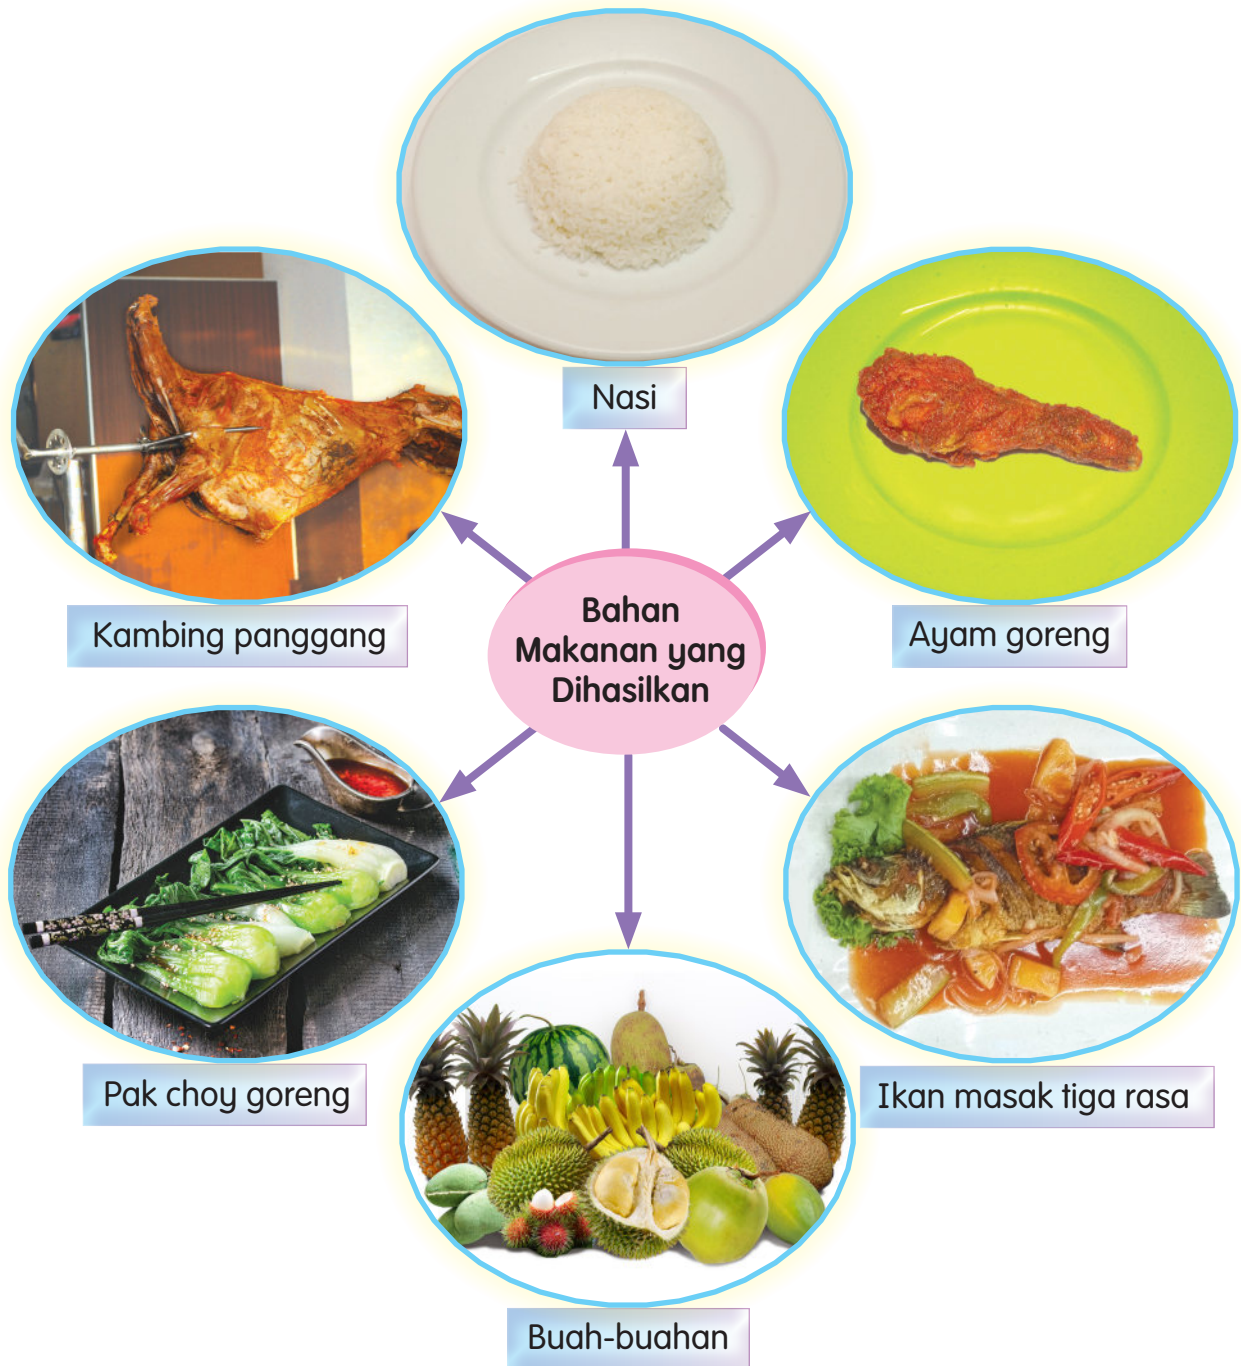 Nasi
Kambing panggang
Ayam goreng
Bahan
Makanan yang
Dihasilkan
Pak choy goreng
Ikan masak tiga rasa
Buah-buahan